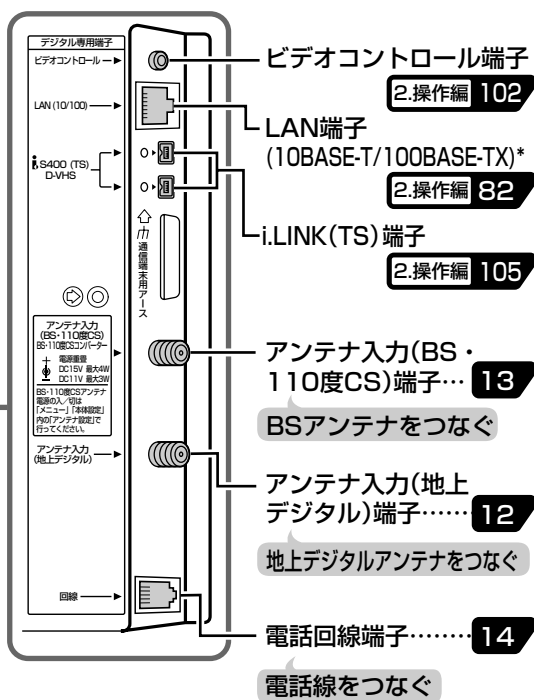 デジタル専用端子
ビデオコントロール
LAN (10/100)
i S400 (TS)
D-VHS
通信端末用アース
アンテナ入力
(BS・110度CS)
BS・110度CSコンバーター
電源重畳
DC15V 最大4W
DC11V 最大3W
BS・110度CSアンテナ
電源の入/切は
「メニュー」「本体設定」
内の「アンテナ設定」で
行ってください。
アンテナ入力
(地上デジタル)
回線
ビデオコントロール端子
2.操作編 102
LAN端子
(10BASE-T/100BASE-TX)*
2.操作編 82
i.LINK(TS)端子
2.操作編 105
アンテナ入力(BS・
110度CS)端子… 13
BSアンテナをつなぐ
アンテナ入力(地上
デジタル)端子…… 12
地上デジタルアンテナをつなぐ
電話回線端子……… 14
電話線をつなぐ